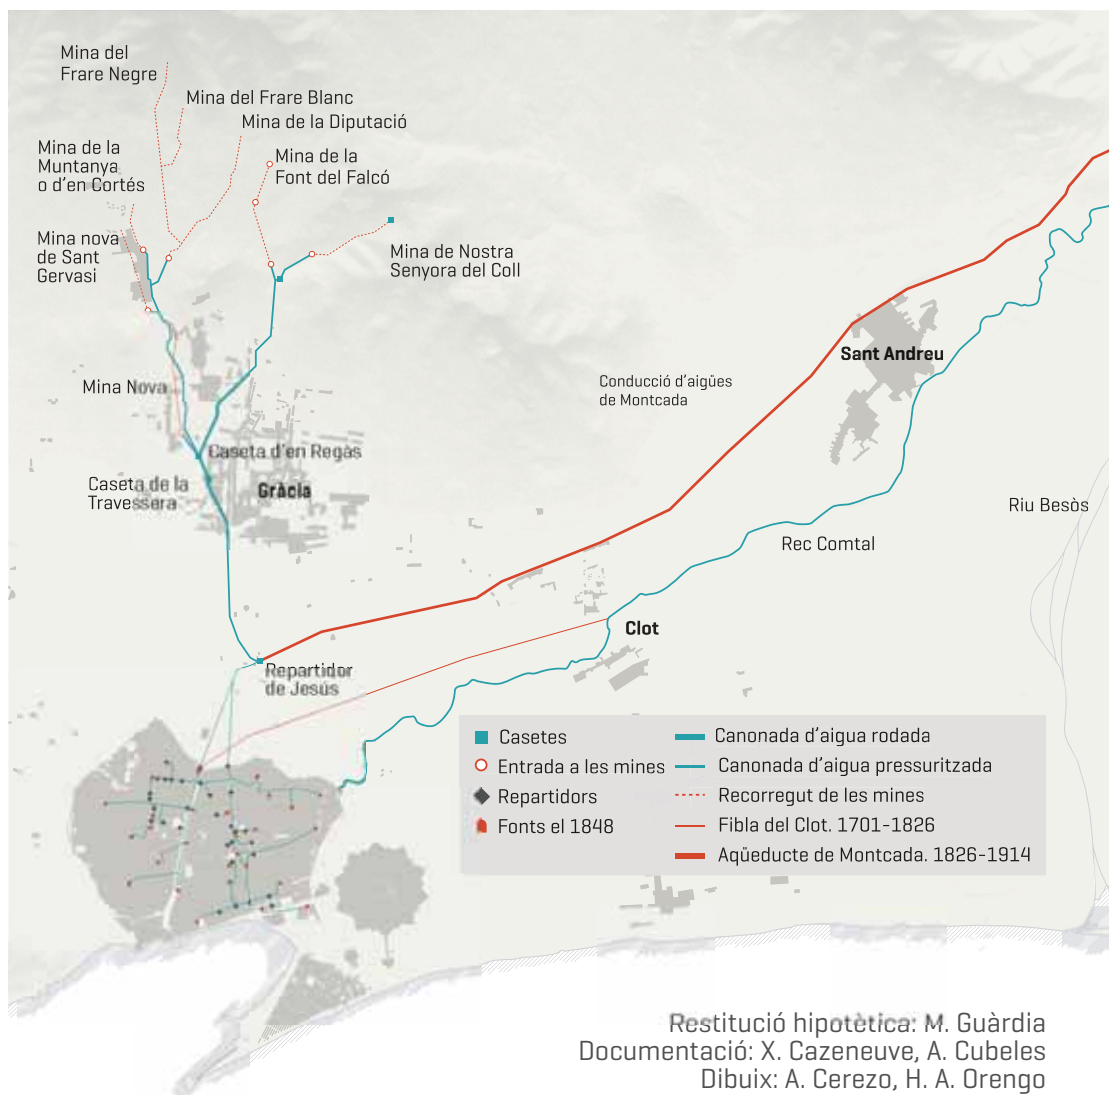 Mina del
Frare Negre
Mina del Frare Blanc
Mina de la Diputació
Mina de la
Muntanya
o d'en Cortés
Mina de la
Font del Falcó
Mina nova
de Sant
Gervasi
Mina de Nostra
Senyora del Coll
Sant Andreu
Mina Nova
Conducció d'aigües
de Montcada
Caseta d'en Regàs
Caseta de la
Travessera
Gràcia
Riu Besòs
Rec Comtal
Clot
Repartidor
de Jesús
Casetes
Entrada a les mines
Repartidors
Fonts el 1848
Canonada d'aigua rodada
Canonada d'aigua pressuritzada
Recorregut de les mines
Fibla del Clot. 1701-1826
Aqüeducte de Montcada. 1826-1914
Restitució hipotètica: M. Guàrdia
Documentació: X. Cazeneuve, A. Cubeles
Dibuix: A. Cerezo, H. A. Orengo